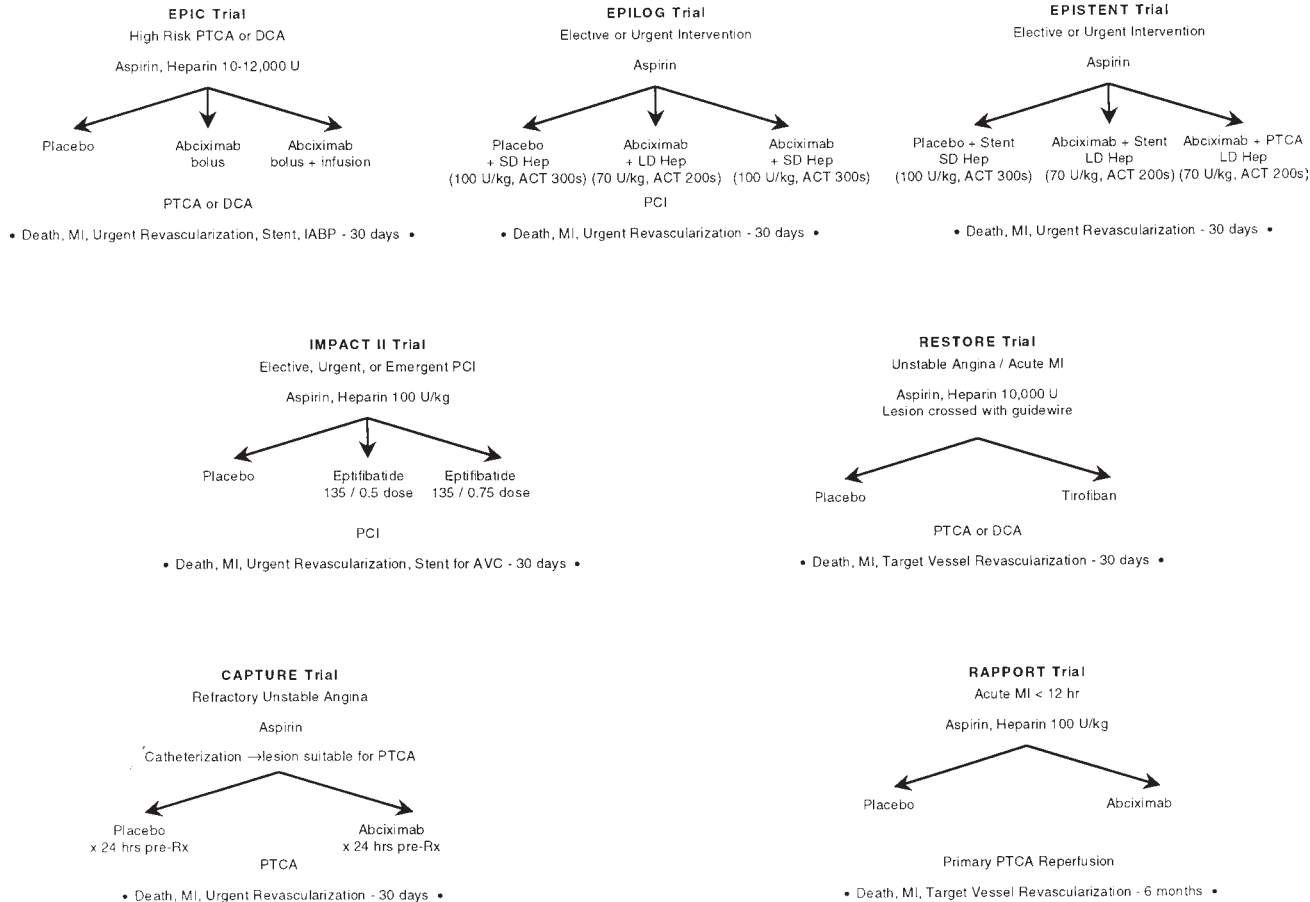 EPIC Trial
High Risk PTCA or DCA
Aspirin, Heparin 10-12,000 U
Placebo
Abciximab
bolus
Abciximab
bolus + infusion
PTCA or DCA
• Death, MI, Urgent Revascularization, Stent, IABP - 30 days •
EPILOG Trial
Elective or Urgent Intervention
Aspirin
Placebo
+ SD Hep
(100 U/kg, ACT 300s)
Abciximab
+ LD Hep
(70 U/kg, ACT 200s)
Abciximab
+ SD Hep
(100 U/kg, ACT 300s)
PCI
• Death, MI, Urgent Revascularization - 30 days •
EPISTENT Trial
Elective or Urgent Intervention
Aspirin
Placebo + Stent
SD Hep
(100 U/kg, ACT 300s)
Abciximab + Stent
LD Hep
(70 U/kg, ACT 200s)
Abciximab + PTCA
LD Hep
(70 U/kg, ACT 200s)
• Death, MI, Urgent Revascularization - 30 days •
IMPACT II Trial
Elective, Urgent, or Emergent PCI
Aspirin, Heparin 100 U/kg
Placebo
Eptifibatide
135 / 0.5 dose
Eptifibatide
135 / 0.75 dose
PCI
• Death, MI, Urgent Revascularization, Stent for AVC - 30 days •
RESTORE Trial
Unstable Angina / Acute MI
Aspirin, Heparin 10,000 U
Lesion crossed with guidewire
Placebo
Tirofiban
PTCA or DCA
• Death, MI, Target Vessel Revascularization - 30 days •
CAPTURE Trial
Refractory Unstable Angina
Aspirin
Catheterization →lesion suitable for PTCA
Placebo
x 24 hrs pre-Rx
Abciximab
x 24 hrs pre-Rx
PTCA
• Death, MI, Urgent Revascularization - 30 days •
RAPPORT Trial
Acute MI < 12 hr
Aspirin, Heparin 100 U/kg
Placebo
Abciximab
Primary PTCA Reperfusion
• Death, MI, Target Vessel Revascularization - 6 months •